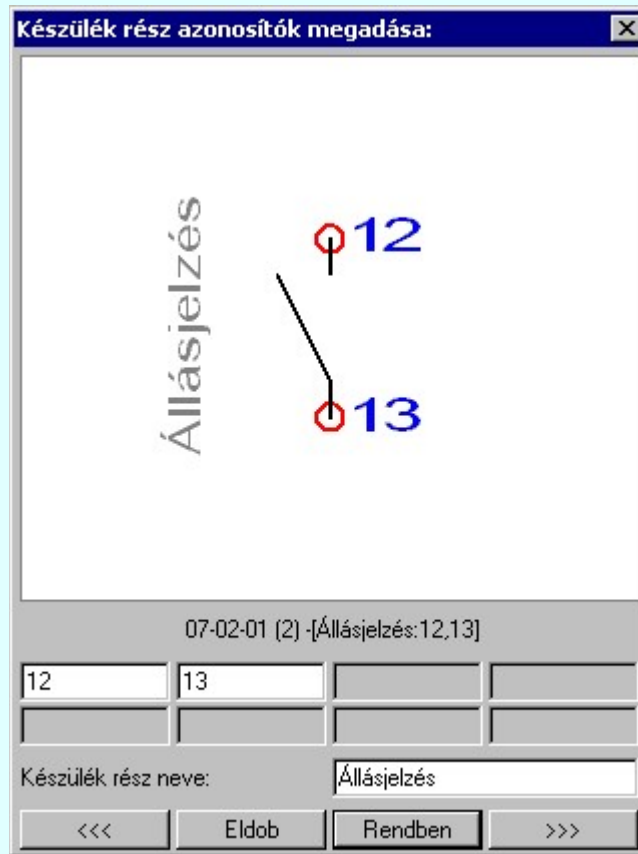 Készülék rész azonosítók megadása:
12
Állásjelzés
13
07-02-01 (2) -[Állásjelzés:12,13]
12 13
Készülék rész neve: Állásjelzés
<<< Eldob Rendben >>>